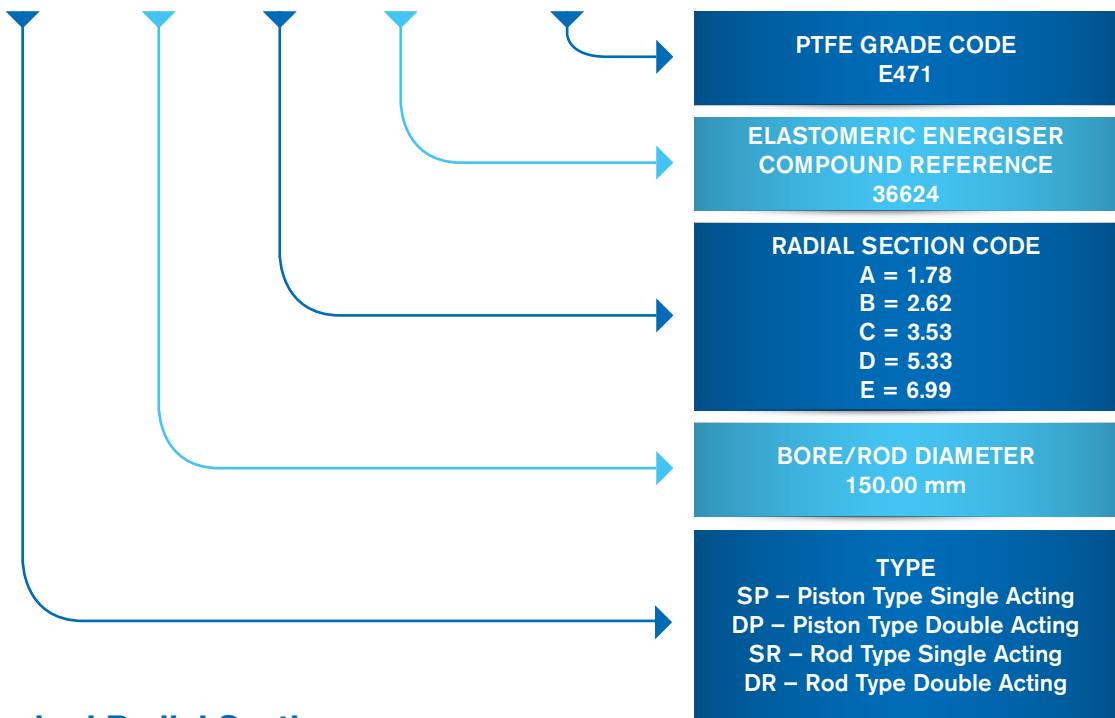 PTFE GRADE CODE
E471
ELASTOMERIC ENERGISER
COMPOUND REFERENCE
36624
RADIAL SECTION CODE
A = 1.78
B = 2.62
C = 3.53
D = 5.33
E = 6.99
BORE/ROD DIAMETER
150.00 mm
TYPE
SP – Piston Type Single Acting
DP – Piston Type Double Acting
SR – Rod Type Single Acting
DR – Rod Type Double Acting